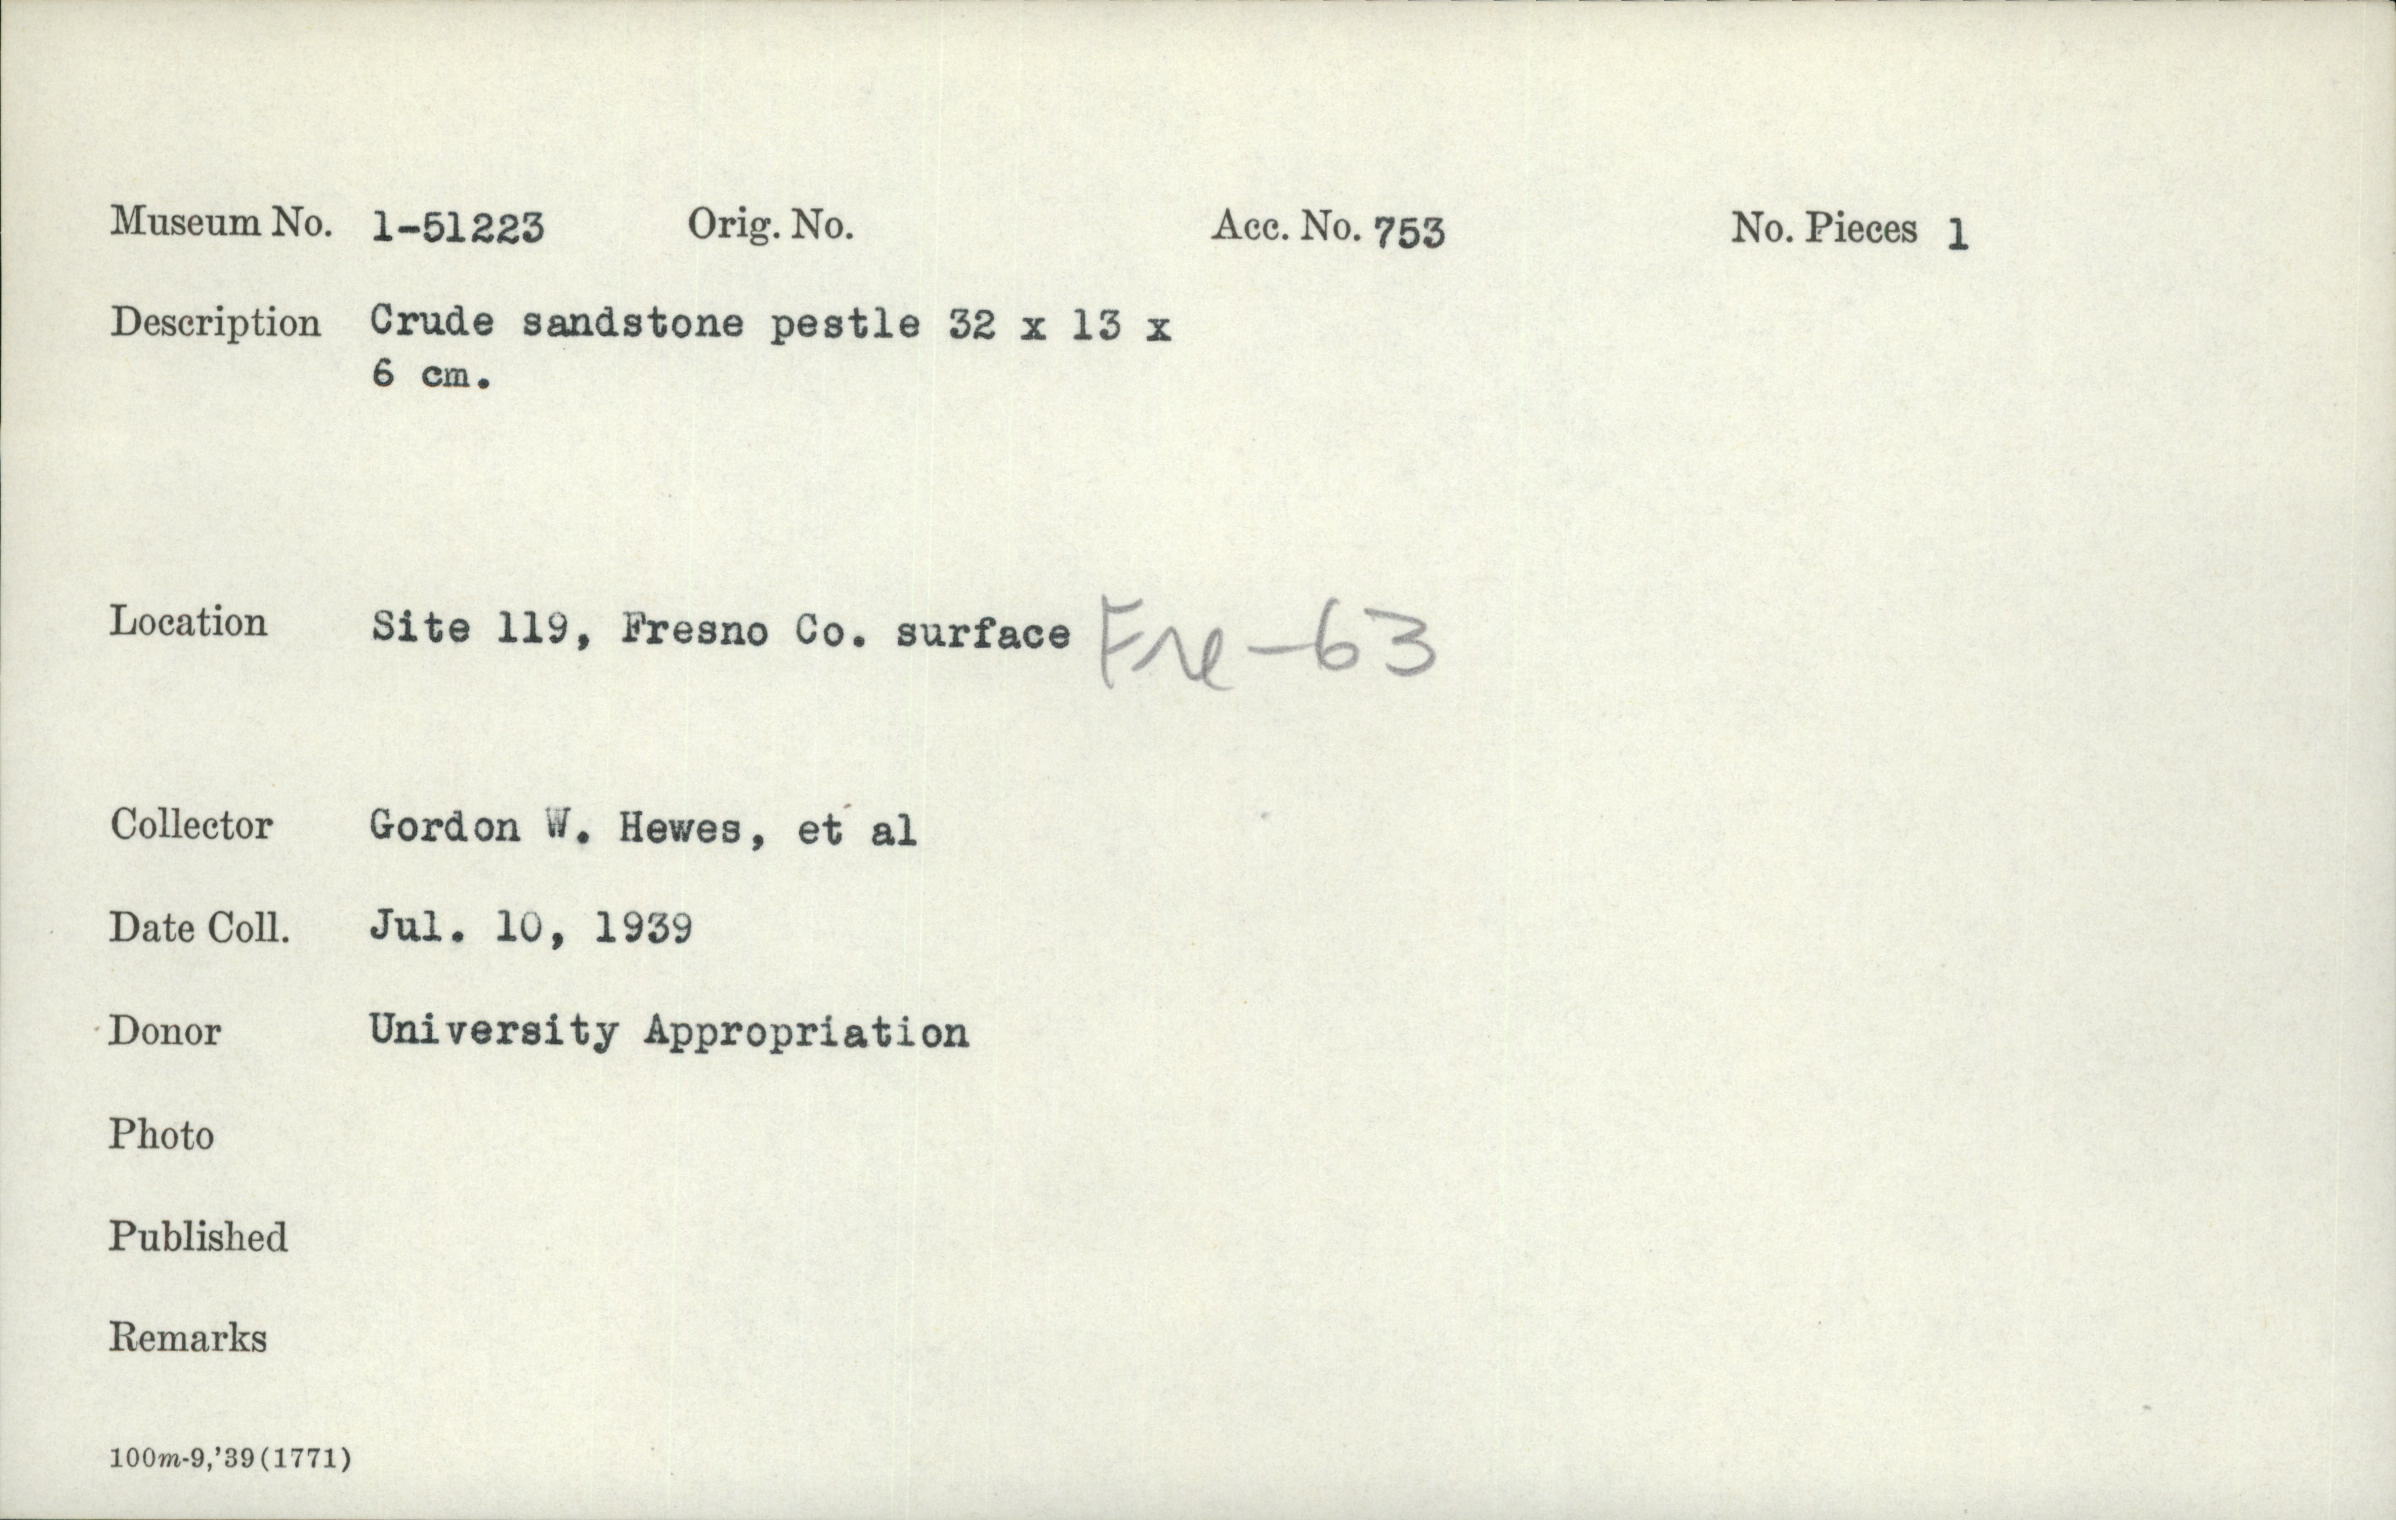 Museum No. 1-51223 Orig. No. Acc. No. 753 No. Pieces 1
Description Crude sandstone pestle 32 x 13 x
6 cm.
Location Site 119, Fresno Co. surface Fre-63
Collector Gordon W. Hewes, et al
Date Coll. Jul. 10, 1939
Donor University Appropriation
Photo
Published
Remarks
100m-9,'39(1771)